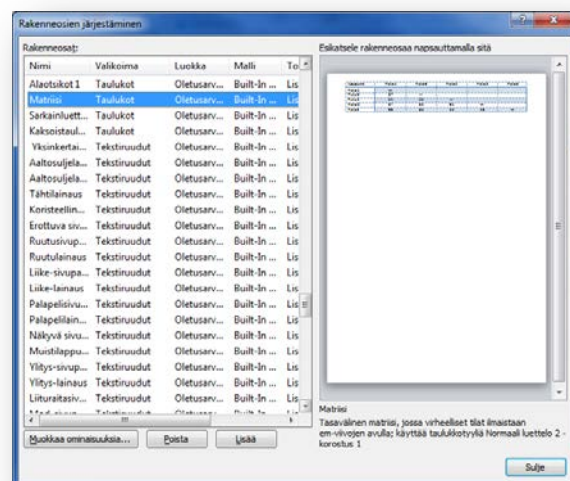 Rakenneosien järjestäminen
Rakenneosat:
Nimi Valikoima Luokka Malli To
Alaotsikot 1 Taulukot Oletusarv... Built-In ... Lis
Matriisi Taulukot Oletusarv... Built-In ... Lis
Sarkainluett... Taulukot Oletusarv... Built-In ... Lis
Kaksoistaul... Taulukot Oletusarv... Built-In ... Lis
Yksinkertai... Tekstiruudut Oletusarv... Built-In ... Lis
Aaltosuljela... Tekstiruudut Oletusarv... Built-In ... Lis
Aaltosuljela... Tekstiruudut Oletusarv... Built-In ... Lis
Tähtilainaus Tekstiruudut Oletusarv... Built-In ... Lis
Koristeellin... Tekstiruudut Oletusarv... Built-In ... Lis
Erottuva siv... Tekstiruudut Oletusarv... Built-In ... Lis
Ruutusivup... Tekstiruudut Oletusarv... Built-In ... Lis
Ruutulainaus Tekstiruudut Oletusarv... Built-In ... Lis
Liike-sivupa... Tekstiruudut Oletusarv... Built-In ... Lis
Liike-lainaus Tekstiruudut Oletusarv... Built-In ... Lis
Palapelisivu... Tekstiruudut Oletusarv... Built-In ... Lis
Palapelilain... Tekstiruudut Oletusarv... Built-In ... Lis
Näkyvä sivu... Tekstiruudut Oletusarv... Built-In ... Lis
Muistilappu... Tekstiruudut Oletusarv... Built-In ... Lis
Ylitys-sivup... Tekstiruudut Oletusarv... Built-In ... Lis
Ylitys-lainaus Tekstiruudut Oletusarv... Built-In ... Lis
Liituraitasiv... Tekstiruudut Oletusarv... Built-In ... Lis
Muokkaa ominaisuuksia...
Poista
Lisää
Esikatsele rakenneosaa napsauttamalla sitä
Matriisi
Tasavälinen matriisi, jossa virheelliset tilat ilmaistaan
em-viivojen avulla; käyttää taulukkotyyliä Normaali luettelo 2 -
korostus 1
Sulje